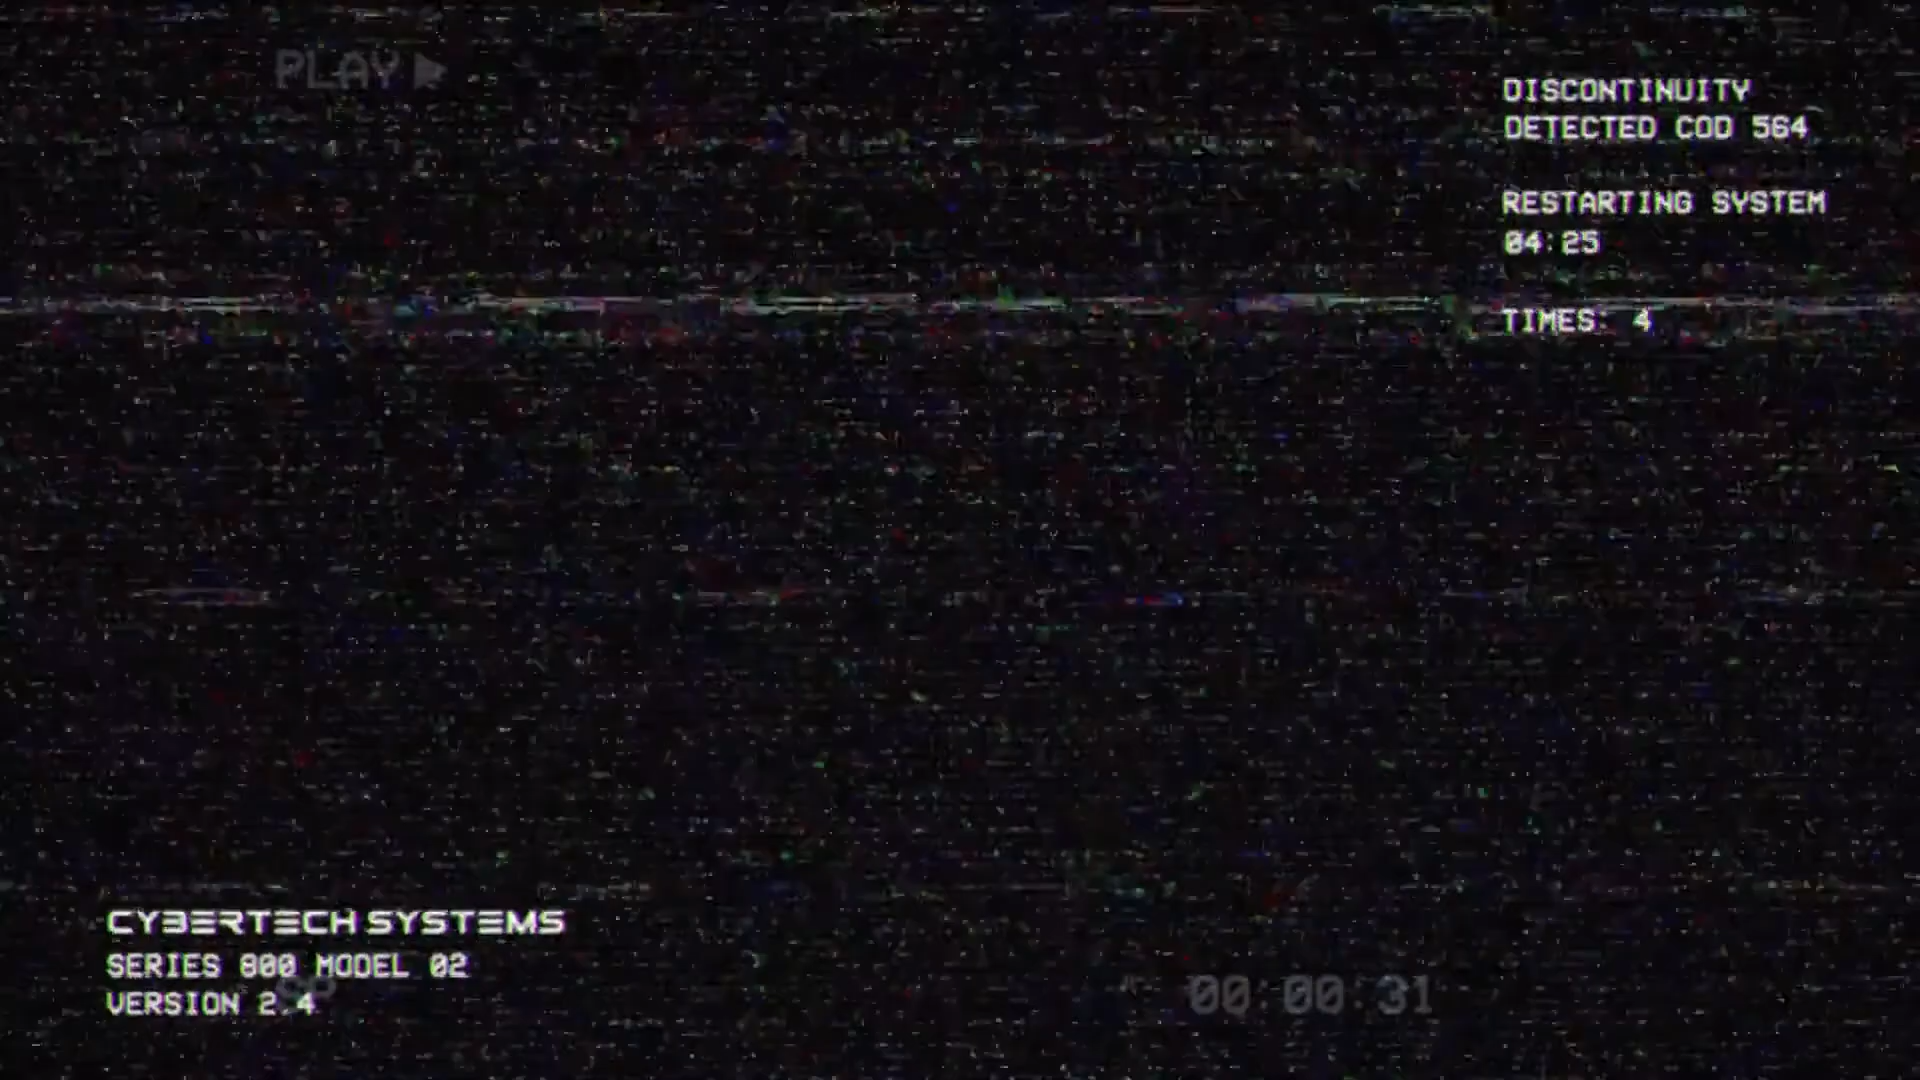 PLAY
DISCONTINUITY
DETECTED COD 564
RESTARTING SYSTEM
04:25
TIMES: 4
CYBERTECH SYSTEMS
SERIES 800 MODEL 02
VERSION 2.4
SP
00:00:31